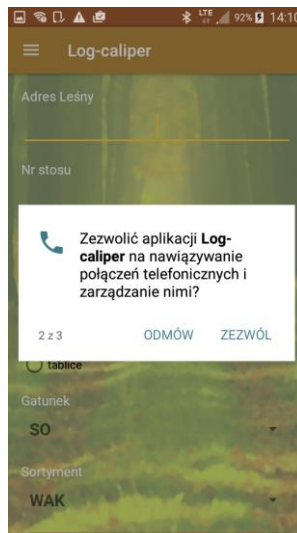 LTE 92% 14:10
Log-caliper
Adres Leśny
Nr stosu
Zezwolić aplikacji Log-
caliper na nawiązywanie
połączeń telefonicznych i
zarządzanie nimi?
2 z 3 ODMÓW ZEZWÓL
tablice
Gatunek
SO
Sortyment
WAK